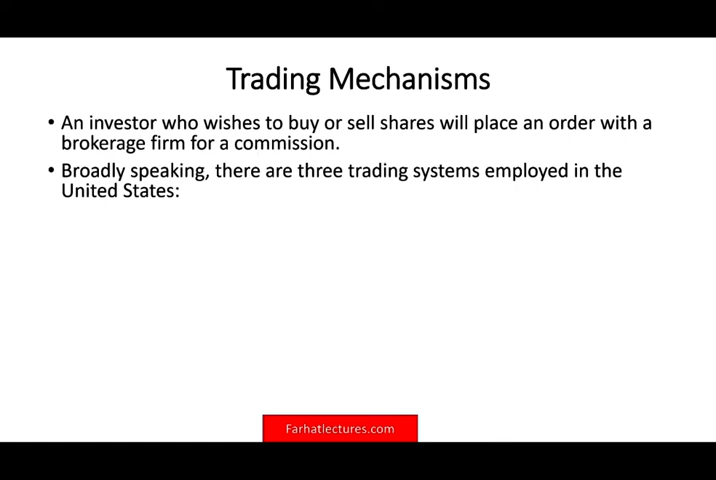 Trading Mechanisms
• An investor who wishes to buy or sell shares will place an order with a
brokerage firm for a commission.
• Broadly speaking, there are three trading systems employed in the
United States:
Farhatlectures.com